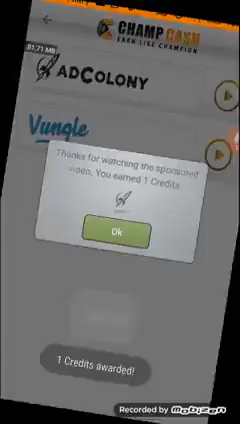 CHAMP CASH
EARN LIKE CHAMPION
81.71 MB
ADCOLONY
Vungle
Thanks for watching the sponsored
video. You earned 1 Credits
Ok
1 Credits awarded!
Recorded by Mobizen